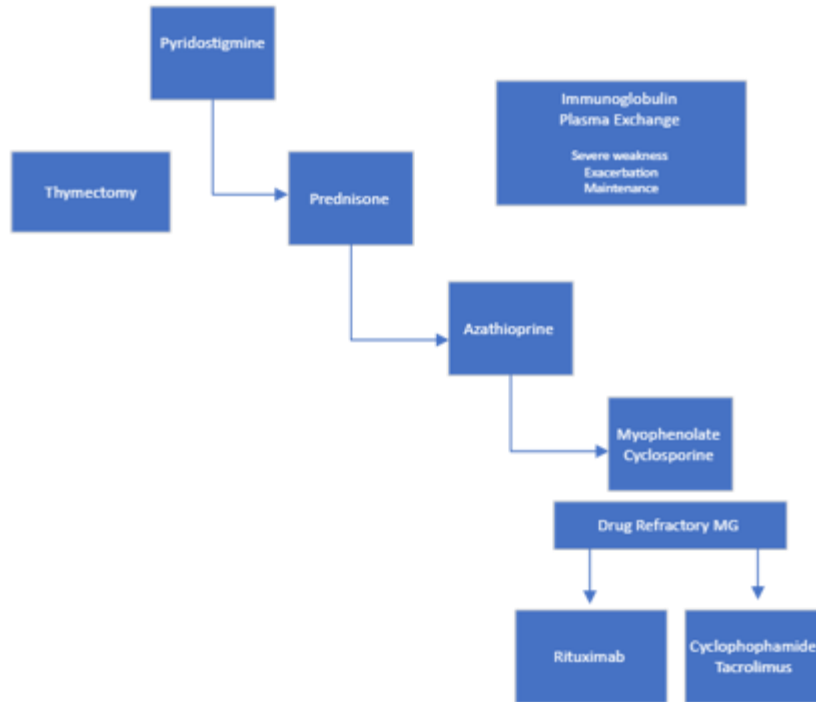 Pyridostigmine
Immunoglobulin
Plasma Exchange
Severe weakness
Exacerbation
Maintenance
Thymectomy
Prednisone
Azathioprine
Myophenolate
Cyclosporine
Drug Refractory MG
Rituximab
Cyclophophamide
Tacrolimus